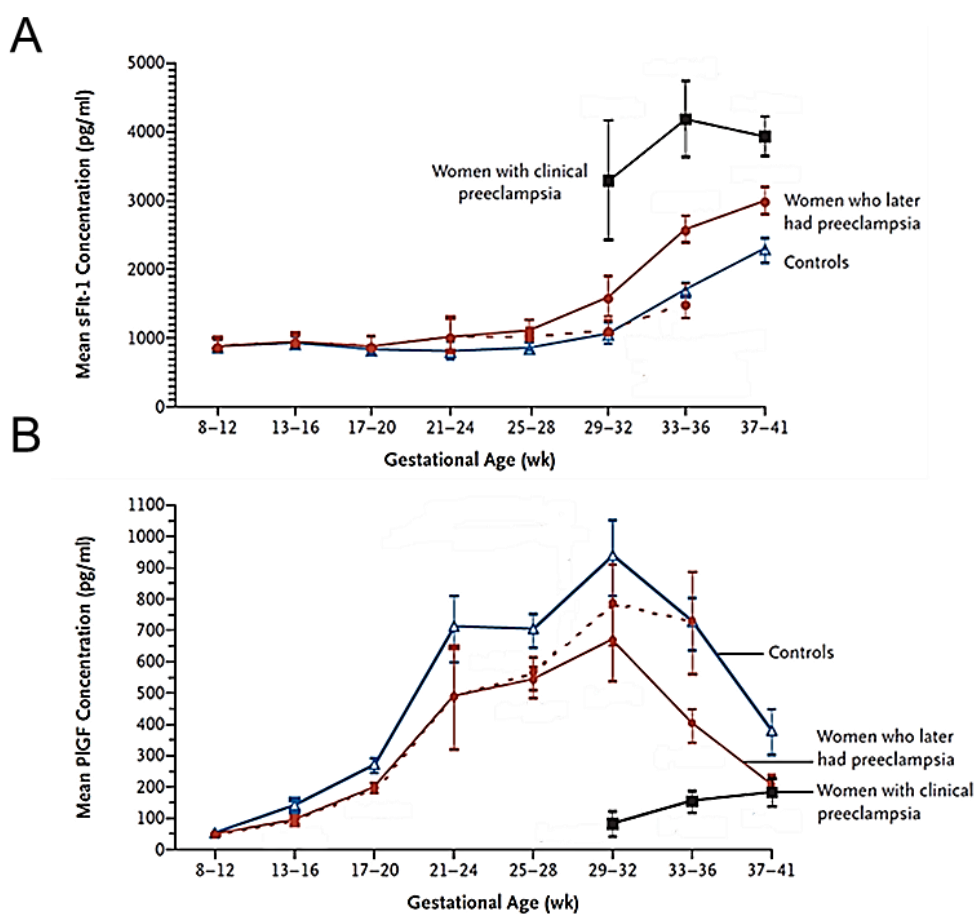 A
5000
4000
3000
2000
1000
0
Mean sFlt-1 Concentration (pg/ml)
Women with clinical
preeclampsia
Women who later
had preeclampsia
Controls
8–12 13–16 17–20 21–24 25–28 29–32 33–36 37–41
Gestational Age (wk)
B
1100
1000
900
800
700
600
500
400
300
200
100
0
Mean PlGF Concentration (pg/ml)
Controls
Women who later
had preeclampsia
Women with clinical
preeclampsia
8–12 13–16 17–20 21–24 25–28 29–32 33–36 37–41
Gestational Age (wk)